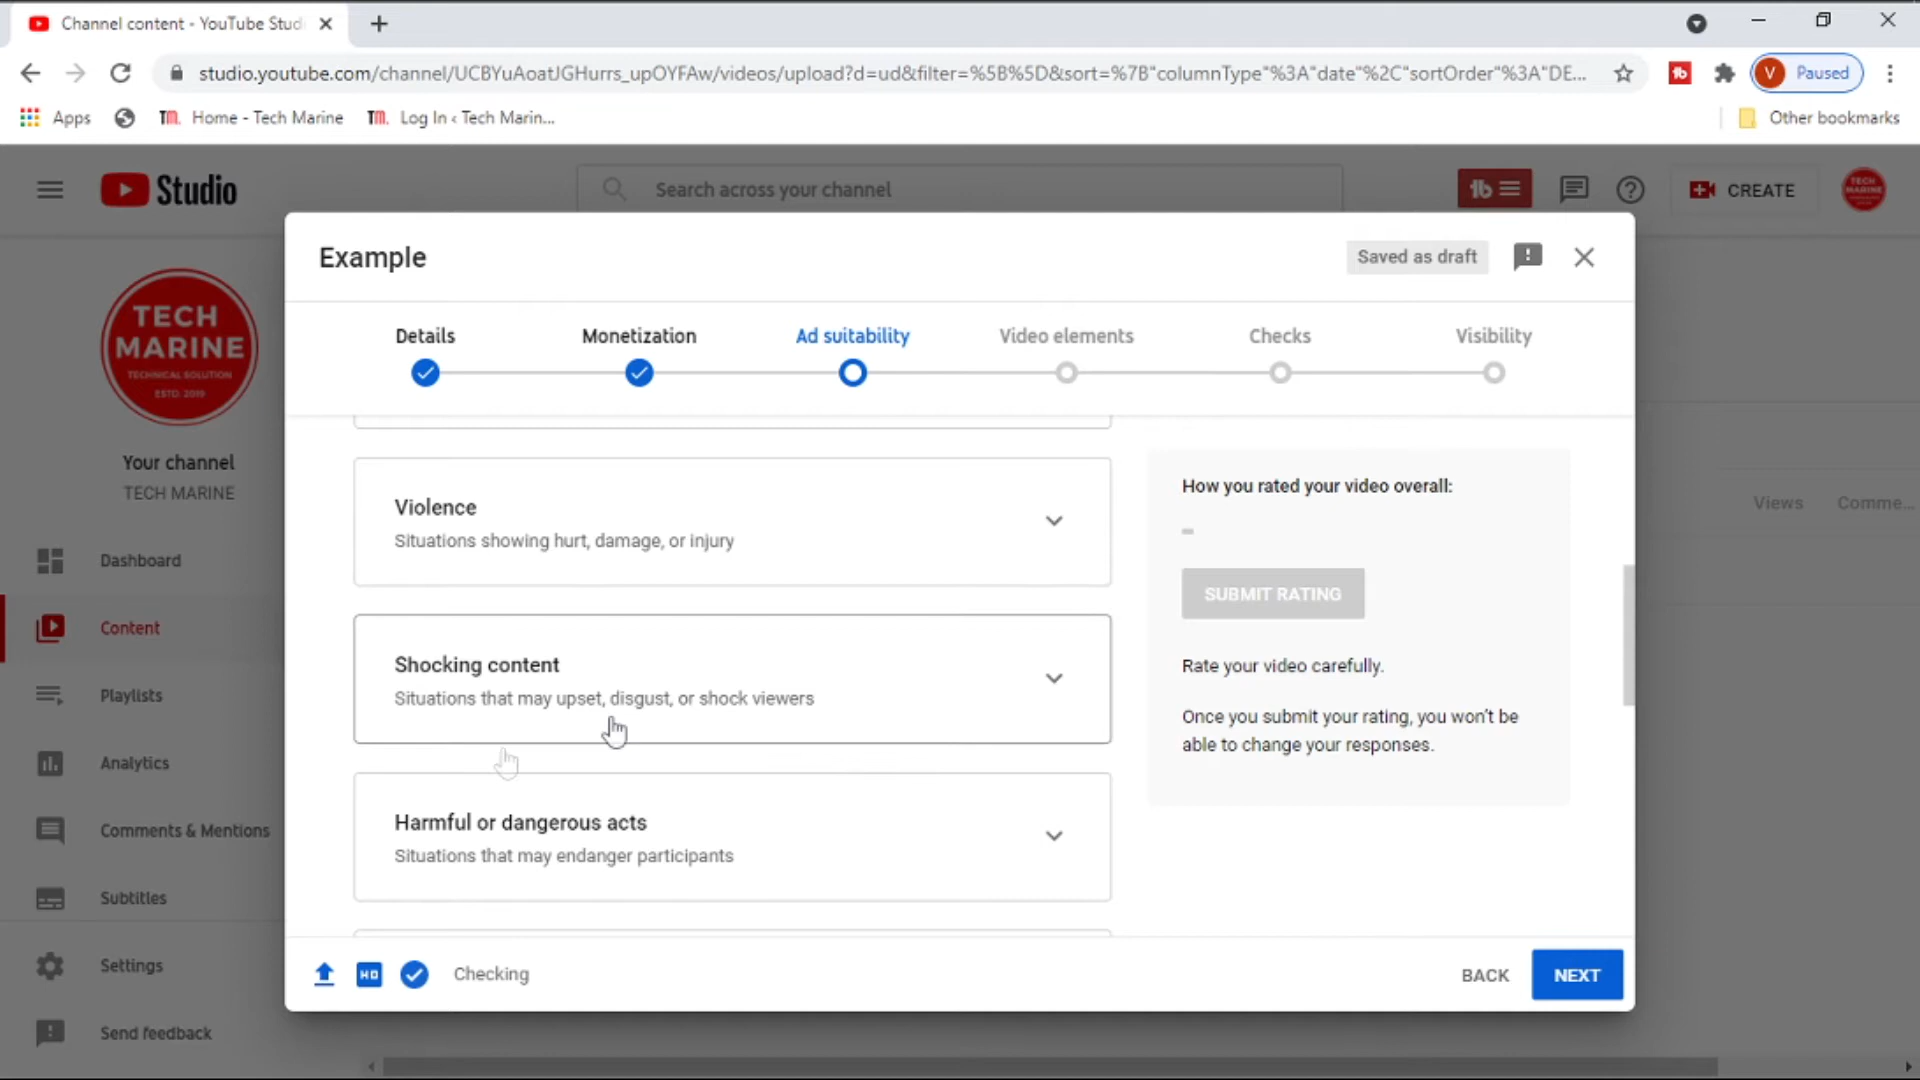 Channel content - YouTube Stud
studio.youtube.com/channel/UCBYuAoatJGHurrs_upOYFAw/videos/upload?d=ud&filter=%5B%5D&sort=%7B"columnType"%3A"date"%2C"sortOrder"%3A"DE...
V Paused
Apps
TM. Home - Tech Marine
TM. Log In ‹ Tech Marin...
Other bookmarks
Studio
Search across your channel
CREATE
TECH
MARINE
Example
Saved as draft
Details
Monetization
Ad suitability
Video elements
Checks
Visibility
TECH
MARINE
TECHNICAL SOLUTION
ESTD. 2019
Your channel
TECH MARINE
Dashboard
Content
Playlists
Analytics
Comments & Mentions
Subtitles
Settings
Send feedback
Violence
Situations showing hurt, damage, or injury
Shocking content
Situations that may upset, disgust, or shock viewers
Harmful or dangerous acts
Situations that may endanger participants
How you rated your video overall:
–
SUBMIT RATING
Rate your video carefully.
Once you submit your rating, you won't be
able to change your responses.
Views
Comme...
HD
Checking
BACK
NEXT